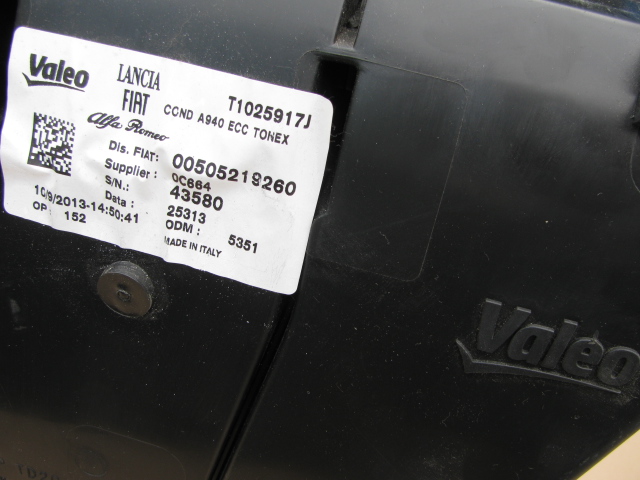 Valeo LANCIA T1025917J
FIAT COND A940 ECC TONEX
Alfa Romeo
Dis. FIAT: 00505219260
Supplier : 0C664
S/N.: 43580
Data : 25313
10/9/2013-14:50:41 ODM : 5351
OP: 152 MADE IN ITALY
Valeo